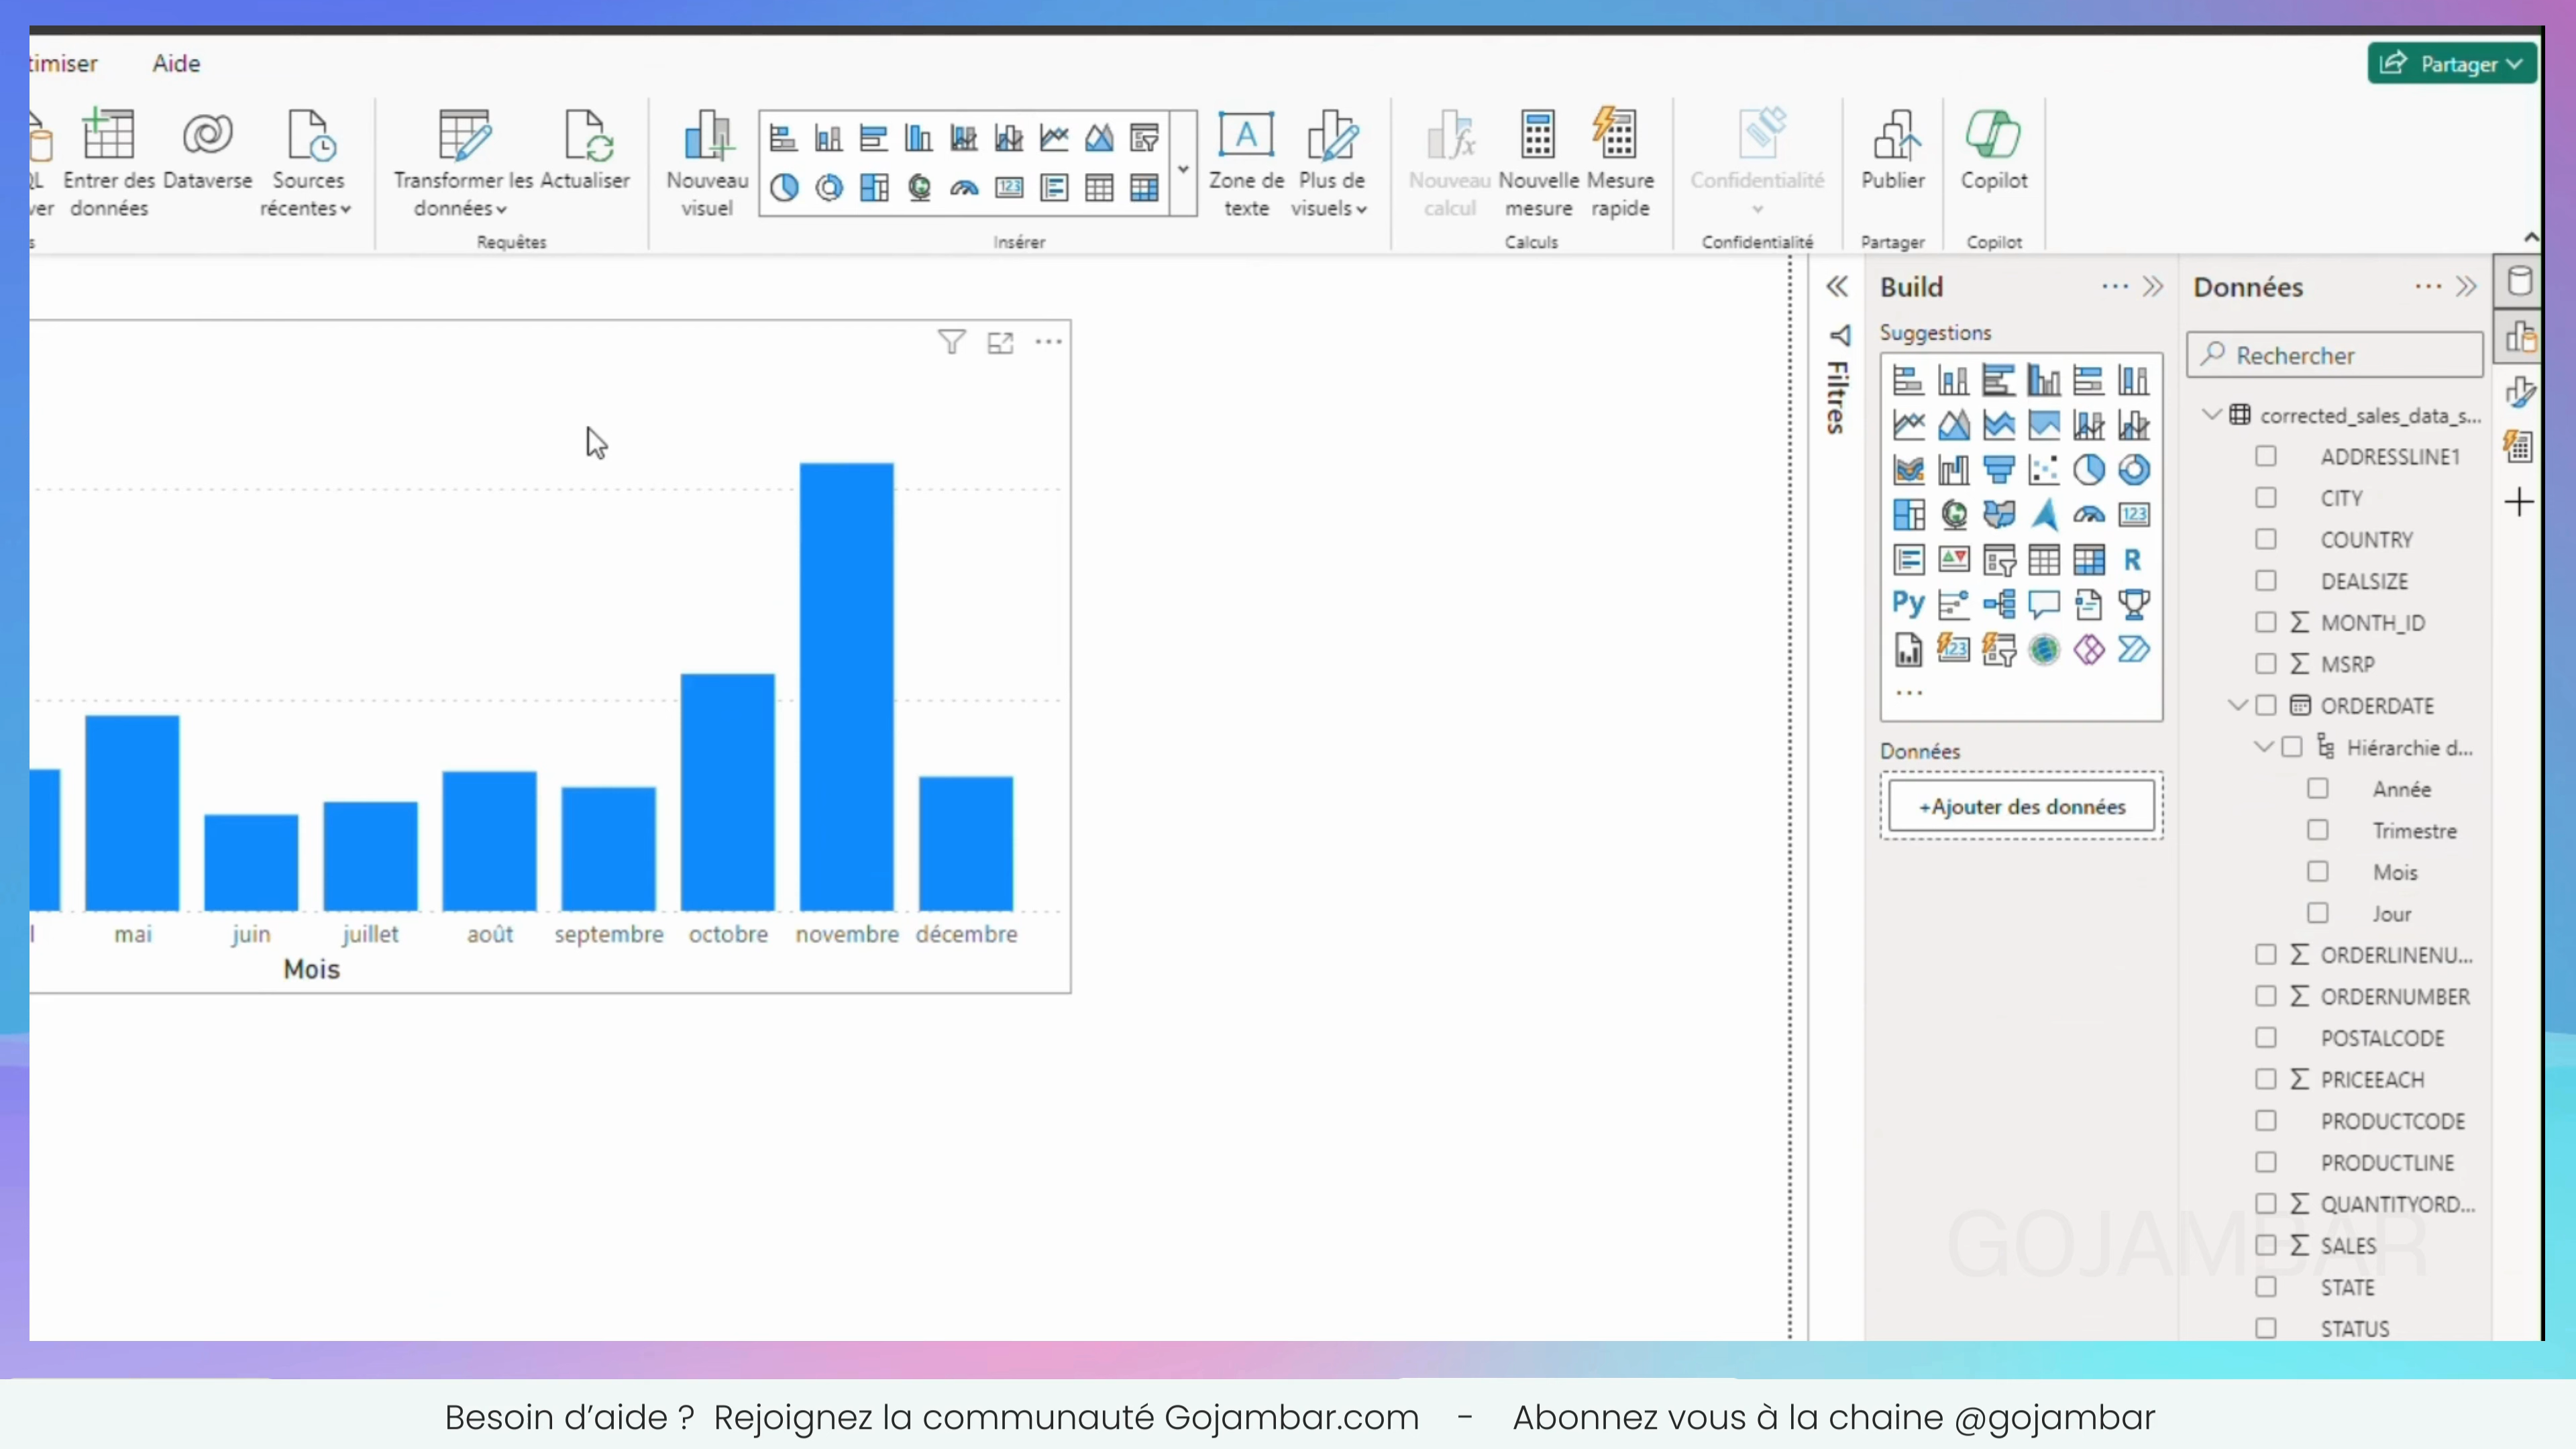 timiser Aide
Partager
QL Entrer des Dataverse Sources
ver données récentes
Transformer les Actualiser
données
Requêtes
Nouveau
visuel
Insérer
Zone de Plus de
texte visuels
Nouveau Nouvelle Mesure
calcul mesure rapide
Calculs
Confidentialité
Confidentialité
Publier
Partager
Copilot
Copilot
mai juin juillet août septembre octobre novembre décembre
Mois
Filtres
Build
Suggestions
123
R
Py
Données
+Ajouter des données
Données
Rechercher
corrected_sales_data_s...
ADDRESSLINE1
CITY
COUNTRY
DEALSIZE
MONTH_ID
MSRP
ORDERDATE
Hiérarchie d...
Année
Trimestre
Mois
Jour
ORDERLINENU...
ORDERNUMBER
POSTALCODE
PRICEEACH
PRODUCTCODE
PRODUCTLINE
QUANTITYORD...
SALES
STATE
STATUS
GOJAMBAR
Besoin d’aide ? Rejoignez la communauté Gojambar.com - Abonnez vous à la chaine @gojambar